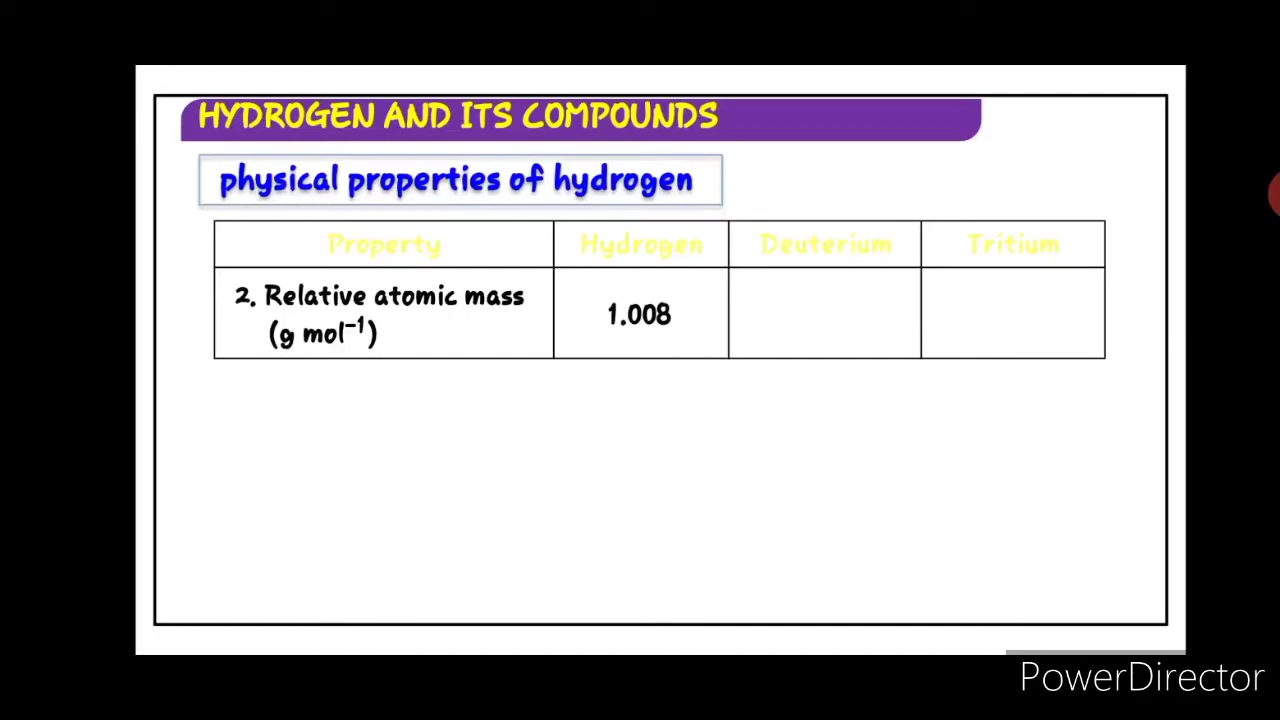 HYDROGEN AND ITS COMPOUNDS
physical properties of hydrogen
Property Hydrogen Deuterium Tritium
2. Relative atomic mass 1.008
(g mol⁻¹)
PowerDirector